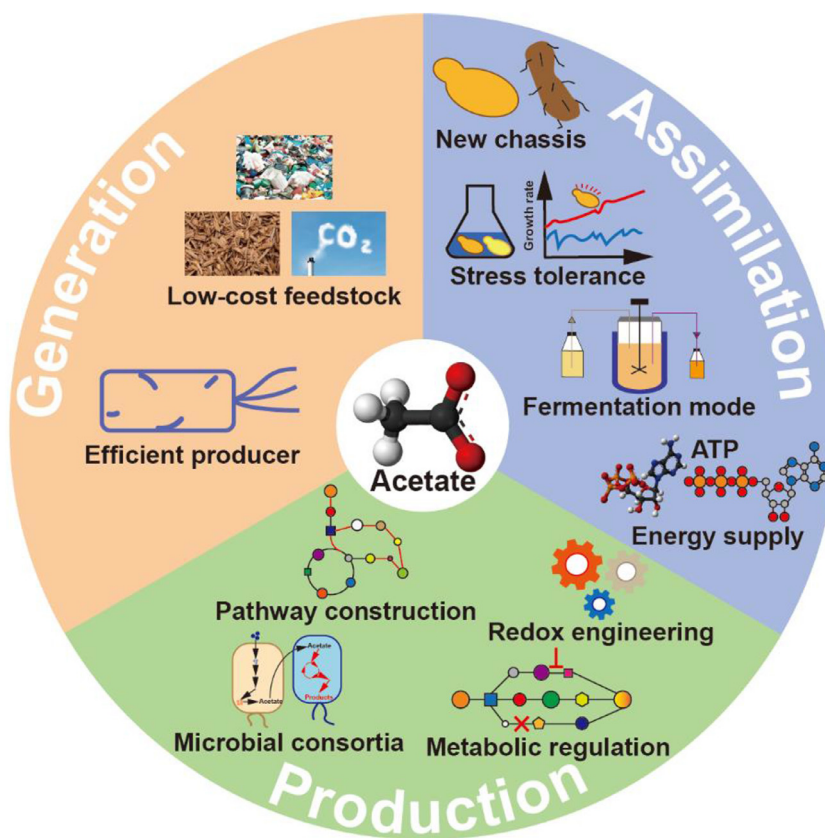 Generation
CO2
Low-cost feedstock
Efficient producer
Assimilation
New chassis
Growth rate
Stress tolerance
Fermentation mode
ATP
Energy supply
Acetate
Production
Pathway construction
Redox engineering
Acetate
Products
Acetate
Microbial consortia
Metabolic regulation